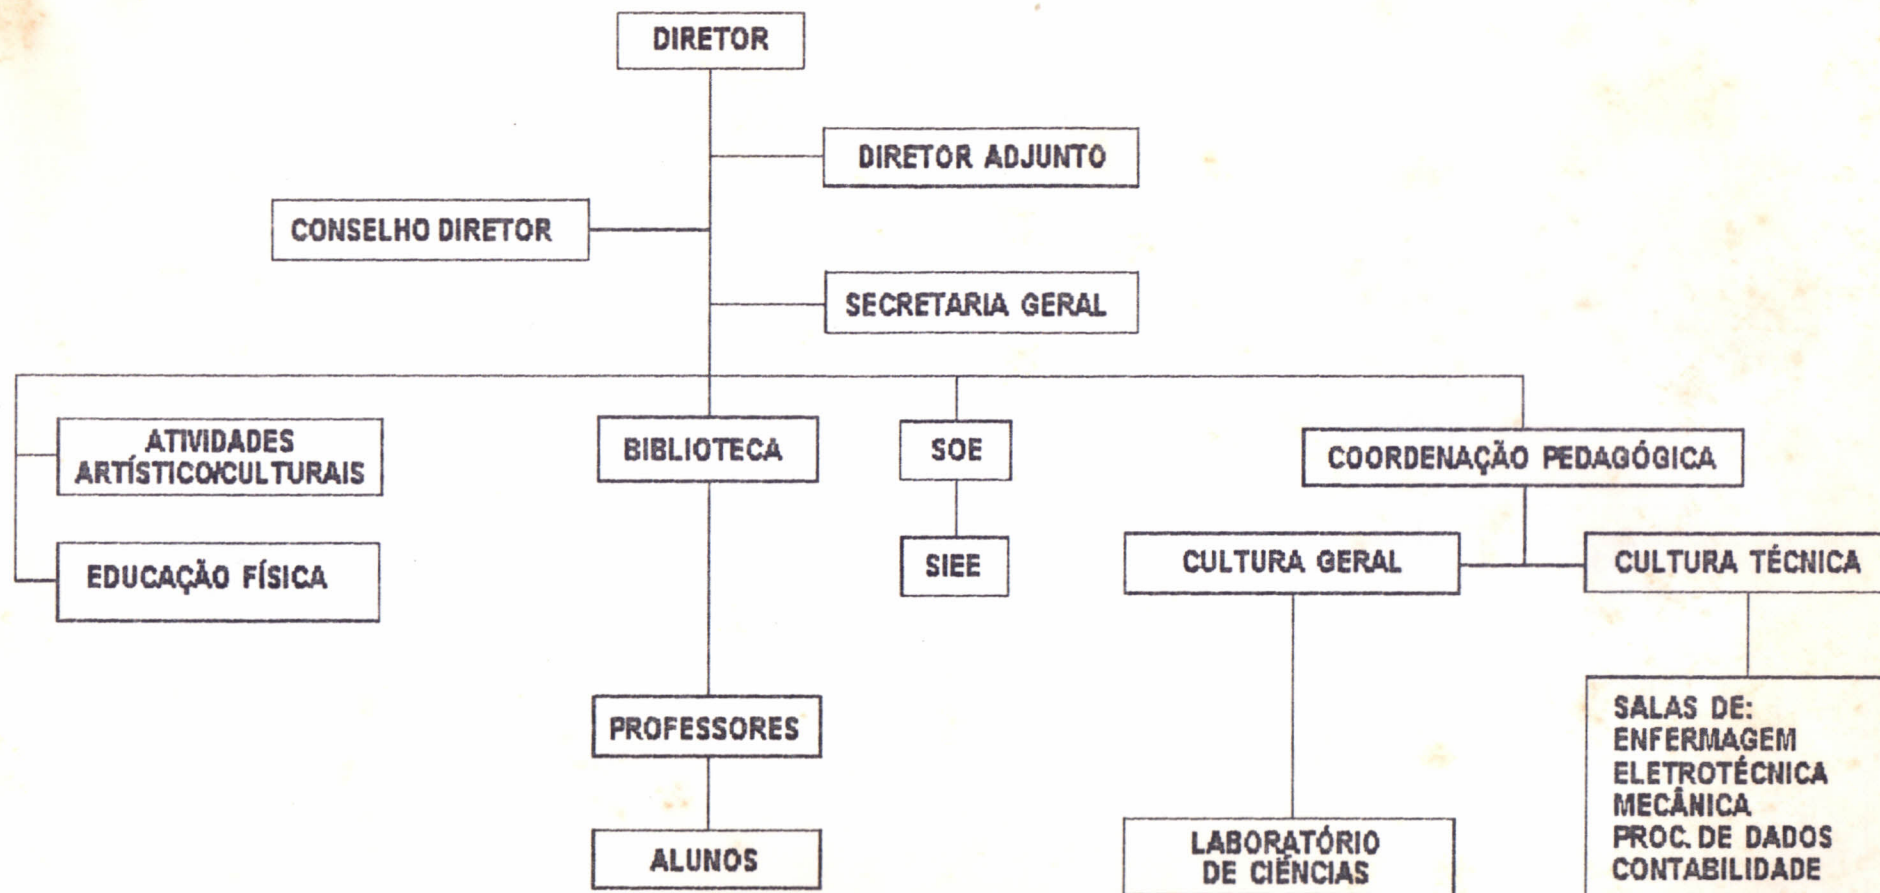 DIRETOR
DIRETOR ADJUNTO
CONSELHO DIRETOR
SECRETARIA GERAL
ATIVIDADES
ARTÍSTICO/CULTURAIS
BIBLIOTECA
SOE
COORDENAÇÃO PEDAGÓGICA
EDUCAÇÃO FÍSICA
SIEE
CULTURA GERAL
CULTURA TÉCNICA
PROFESSORES
ALUNOS
LABORATÓRIO
DE CIÊNCIAS
SALAS DE:
ENFERMAGEM
ELETROTÉCNICA
MECÂNICA
PROC. DE DADOS
CONTABILIDADE